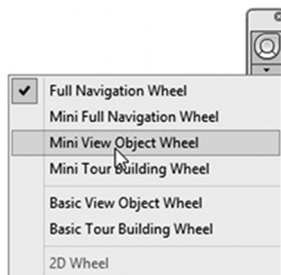 Full Navigation Wheel
Mini Full Navigation Wheel
Mini View Object Wheel
Mini Tour Building Wheel
Basic View Object Wheel
Basic Tour Building Wheel
2D Wheel